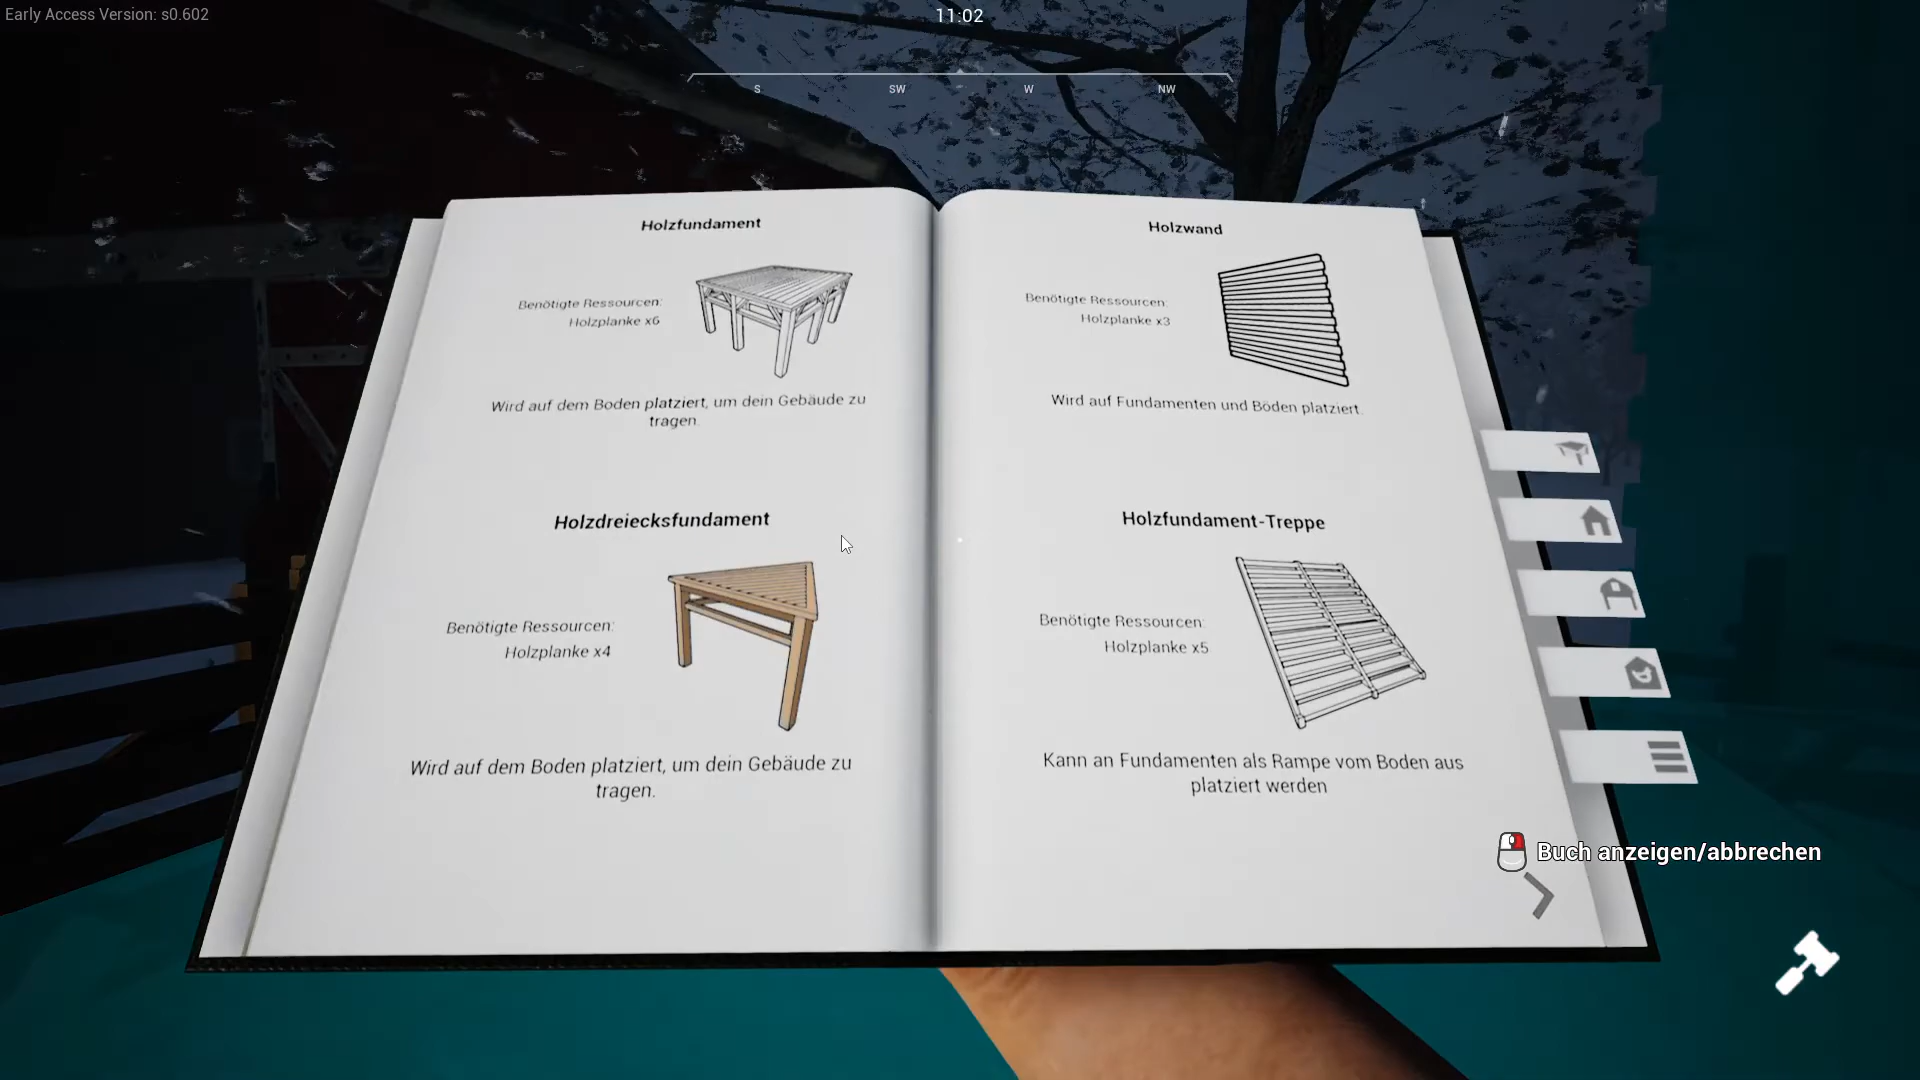 Early Access Version: s0.602
11:02
S SW W NW
Holzfundament
Benötigte Ressourcen:
Holzplanke x6
Wird auf dem Boden platziert, um dein Gebäude zu
tragen.
Holzdreiecksfundament
Benötigte Ressourcen:
Holzplanke x4
Wird auf dem Boden platziert, um dein Gebäude zu
tragen.
Holzwand
Benötigte Ressourcen:
Holzplanke x3
Wird auf Fundamenten und Böden platziert.
Holzfundament-Treppe
Benötigte Ressourcen:
Holzplanke x5
Kann an Fundamenten als Rampe vom Boden aus
platziert werden
Buch anzeigen/abbrechen